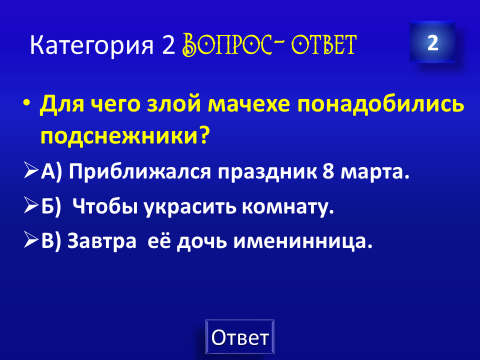 Категория 2 Вопрос- ответ
2
• Для чего злой мачехе понадобились
подснежники?
➢А) Приближался праздник 8 марта.
➢Б) Чтобы украсить комнату.
➢В) Завтра её дочь именинница.
Ответ